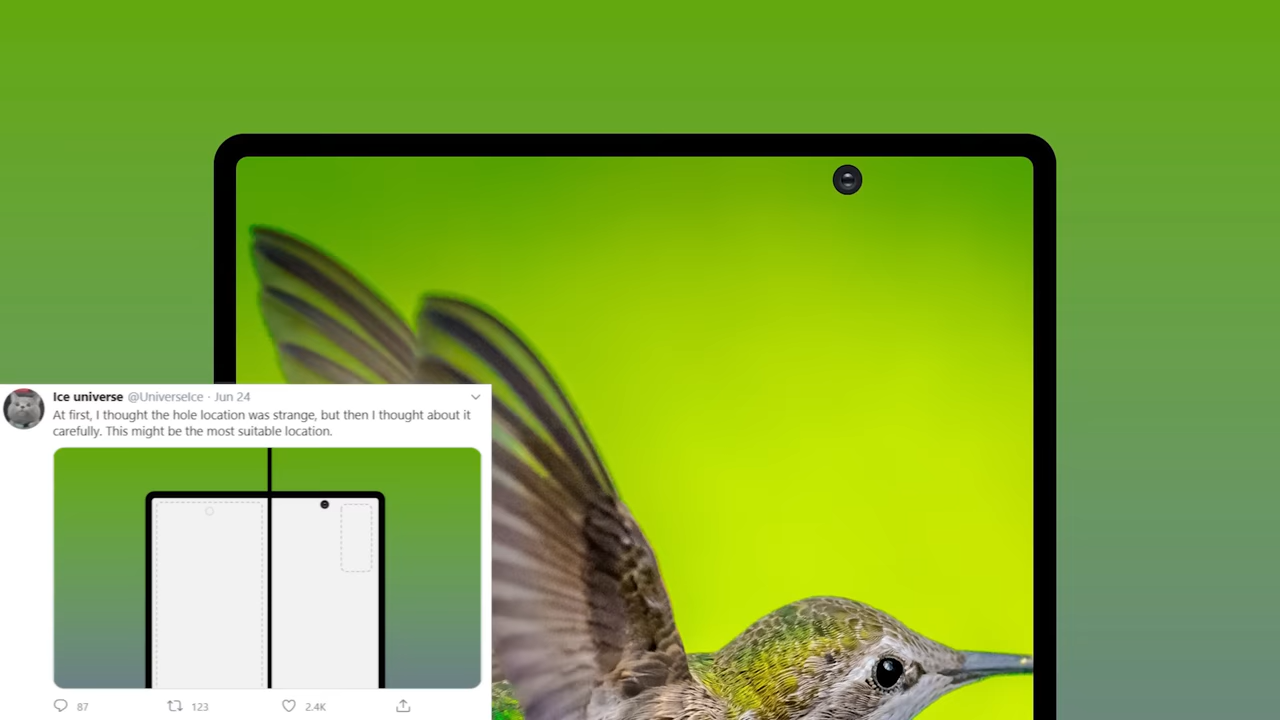 Ice universe @UniverseIce · Jun 24
At first, I thought the hole location was strange, but then I thought about it
carefully. This might be the most suitable location.
87 123 2.4K